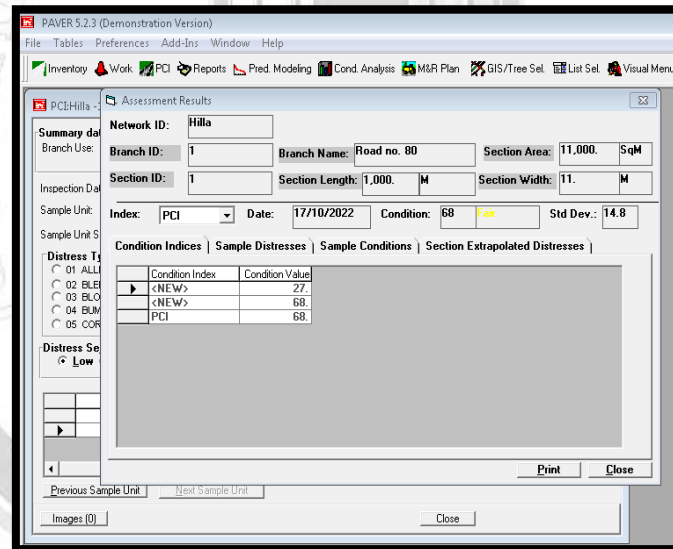 PAVER 5.2.3 (Demonstration Version)
File Tables Preferences Add-Ins Window Help
Inventory Work PCI Reports Pred. Modeling Cond. Analysis M&R Plan GIS/Tree Sel. List Sel. Visual Menu
PCI:Hilla -
Summary da
Branch Use:
Inspection Da
Sample Unit:
Sample Unit S
Distress Ty
01 ALLI
02 BLEI
03 BLO
04 BUM
05 COR
Distress Se
Low
Assessment Results
Network ID: Hilla
Branch ID: 1 Branch Name: Road no. 80 Section Area: 11,000. SqM
Section ID: 1 Section Length: 1,000. M Section Width: 11. M
Index: PCI Date: 17/10/2022 Condition: 68 Fair Std Dev.: 14.8
Condition Indices Sample Distresses Sample Conditions Section Extrapolated Distresses
Condition Index Condition Value
<NEW> 27.
<NEW> 68.
PCI 68.
Print Close
Previous Sample Unit Next Sample Unit
Images (0) Close